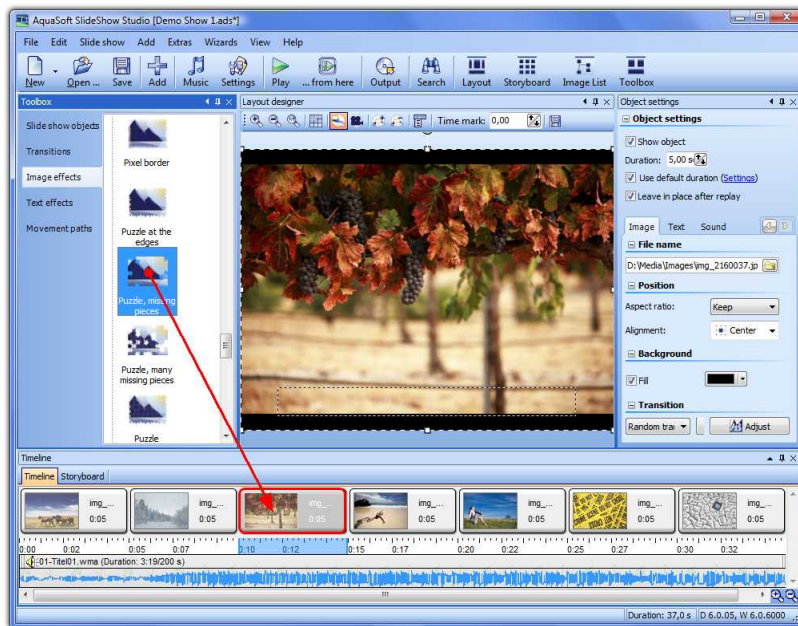 AquaSoft SlideShow Studio [Demo Show 1.ads*]
File Edit Slide show Add Extras Wizards View Help
New Open ... Save Add Music Settings Play ... from here Output Search Layout Storyboard Image List Toolbox
Toolbox
Slide show objects
Transitions
Image effects
Text effects
Movement paths
Pixel border
Puzzle at the
edges
Puzzle, missing
pieces
Puzzle, many
missing pieces
Puzzle
Layout designer
Time mark: 0,00
Object settings
Object settings
Show object
Duration: 5,00 s
Use default duration (Settings)
Leave in place after replay
Image Text Sound
File name
D:\Media\Images\img_2160037.jp
Position
Aspect ratio: Keep
Alignment: Center
Background
Fill
Transition
Random trai Adjust
Timeline
Timeline Storyboard
img_... img_... img_... img_... img_... img_... img_...
0:05 0:05 0:05 0:05 0:05 0:05 0:05
0:00 0:02 0:05 0:07 0:10 0:12 0:15 0:17 0:20 0:22 0:25 0:27 0:30 0:32
01-Titel01.wma (Duration: 3:19/200 s)
Duration: 37,0 s D 6.0.05, W 6.0.6000